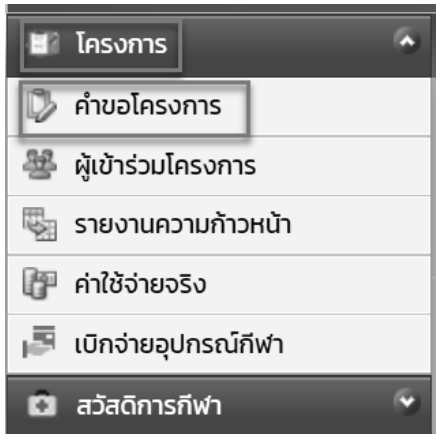 โครงการ
คำขอโครงการ
ผู้เข้าร่วมโครงการ
รายงานความก้าวหน้า
ค่าใช้จ่ายจริง
เบิกจ่ายอุปกรณ์กีฬา
สวัสดิการกีฬา